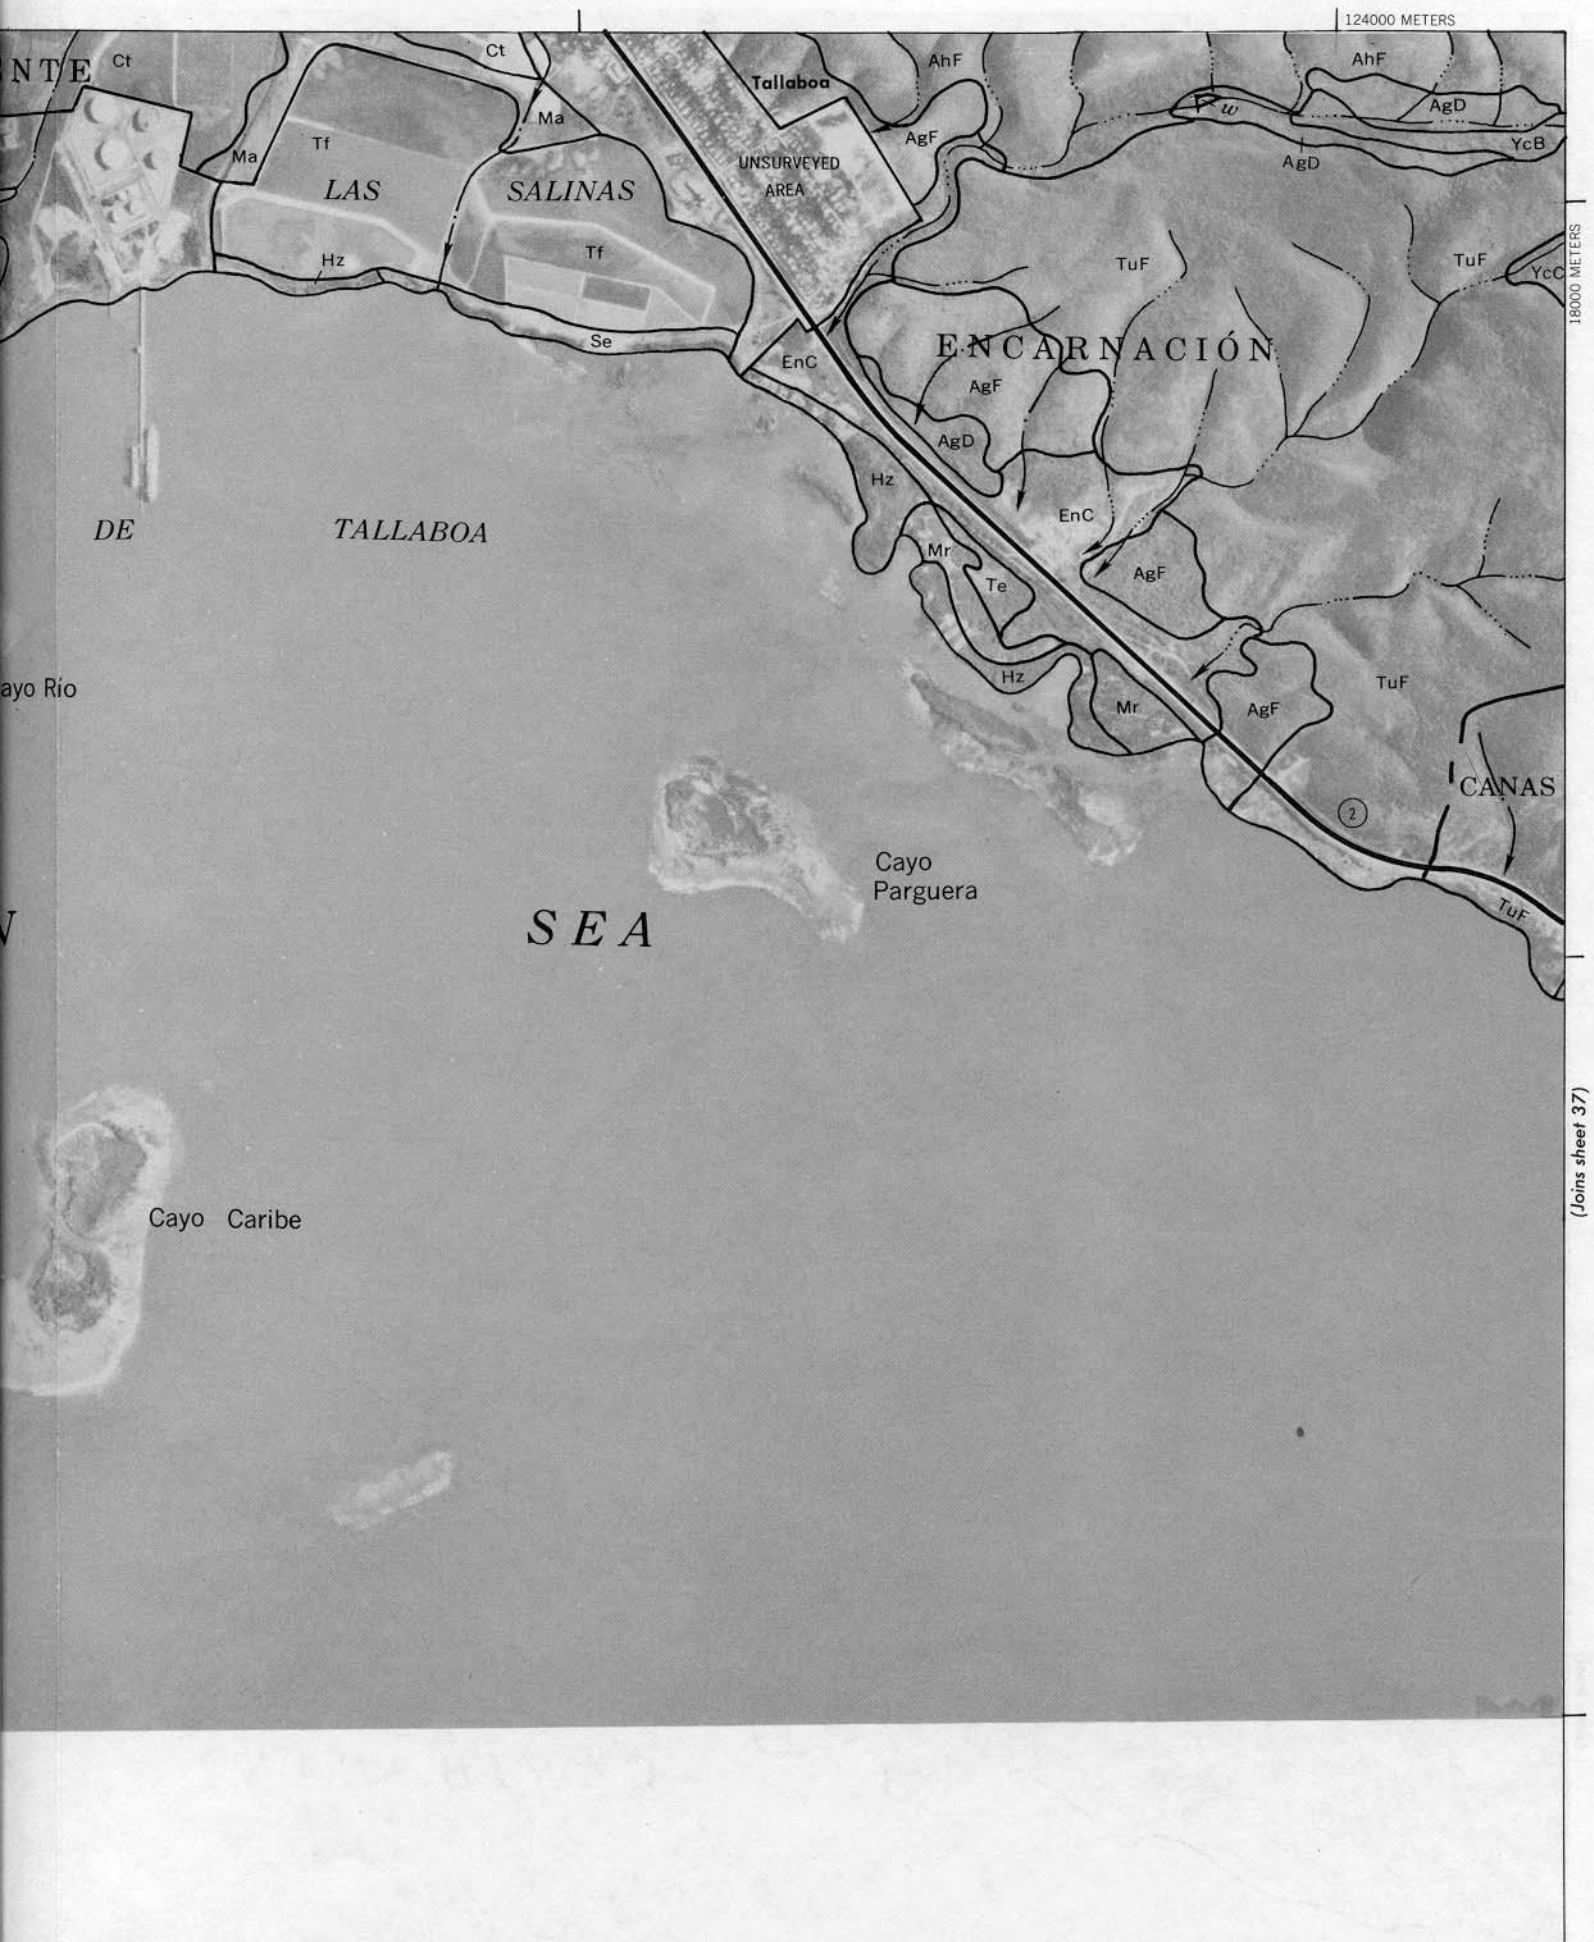 124000 METERS
NTE
Ct
Ct
Tallaboa
AhF
AhF
AgD
w
Ma
AgF
YcB
Tf
Ma
UNSURVEYED
AREA
AgD
LAS SALINAS
18000 METERS
Hz
Tf
TuF
TuF
YcC
Se
EnC
ENCARNACIÓN
AgF
AgD
Hz
EnC
DE TALLABOA
Mr
Te
AgF
Hz
TuF
ayo Río
Mr
AgF
CANAS
2
Cayo
Parguera
TuF
SEA
(Joins sheet 37)
Cayo Caribe